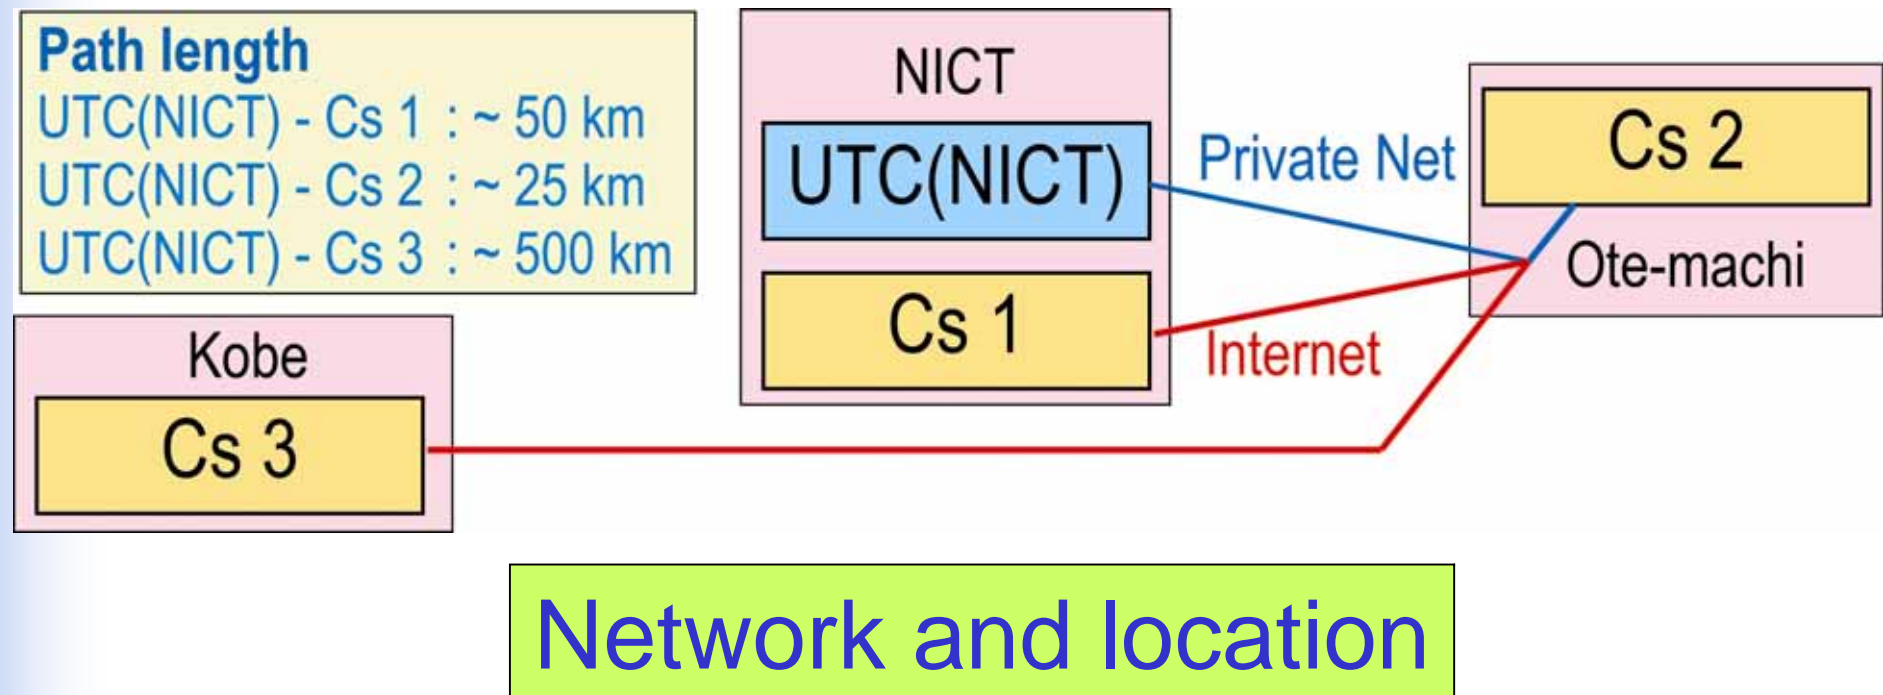 Path length
UTC(NICT) - Cs 1 : ~ 50 km
UTC(NICT) - Cs 2 : ~ 25 km
UTC(NICT) - Cs 3 : ~ 500 km
NICT
UTC(NICT)
Cs 1
Private Net
Internet
Cs 2
Ote-machi
Kobe
Cs 3
Network and location